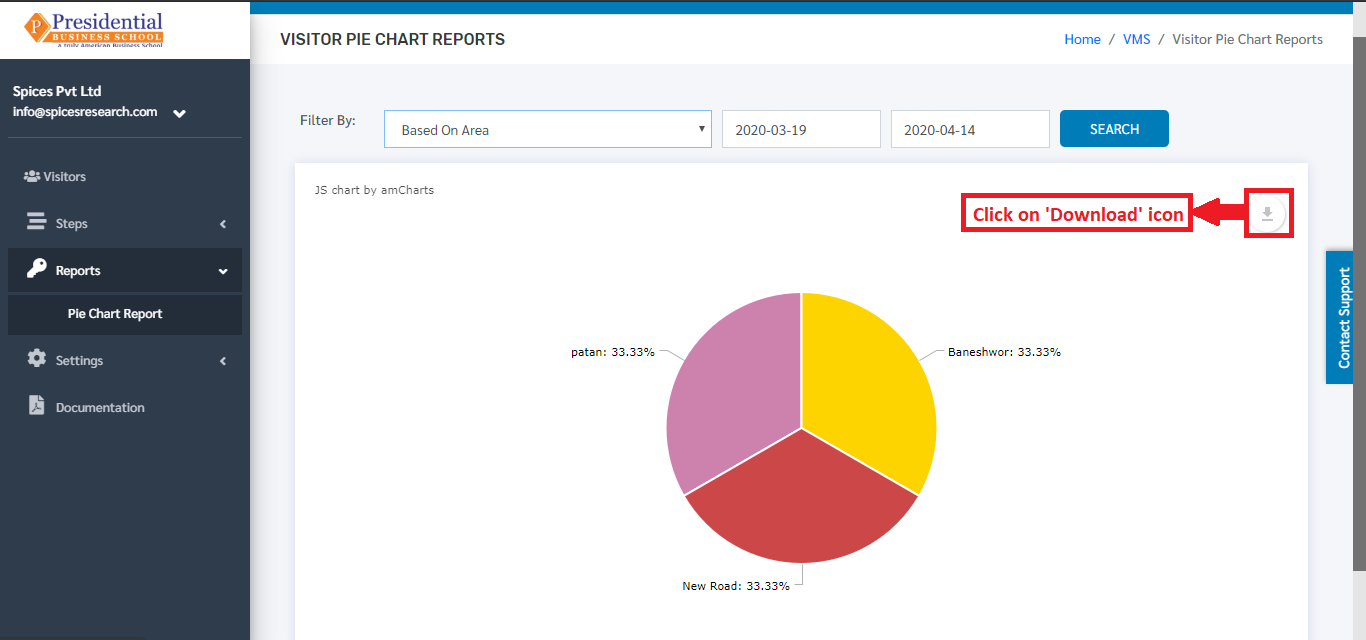 Presidential
BUSINESS SCHOOL
a truly American Business School
Spices Pvt Ltd
info@spicesresearch.com
Visitors
Steps
Reports
Pie Chart Report
Settings
Documentation
VISITOR PIE CHART REPORTS
Home / VMS / Visitor Pie Chart Reports
Filter By:
Based On Area
2020-03-19
2020-04-14
SEARCH
JS chart by amCharts
Click on 'Download' icon
patan: 33.33%
Baneshwor: 33.33%
New Road: 33.33%
Contact Support